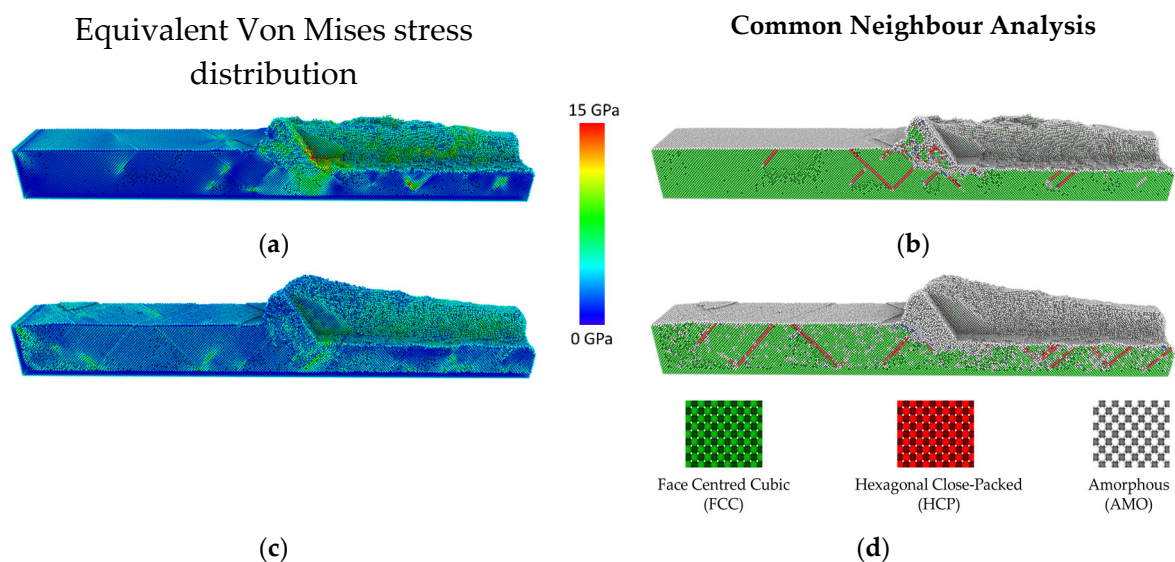 Equivalent Von Mises stress
distribution
Common Neighbour Analysis
15 GPa
0 GPa
(a)
(b)
Face Centred Cubic
(FCC)
Hexagonal Close-Packed
(HCP)
Amorphous
(AMO)
(c)
(d)